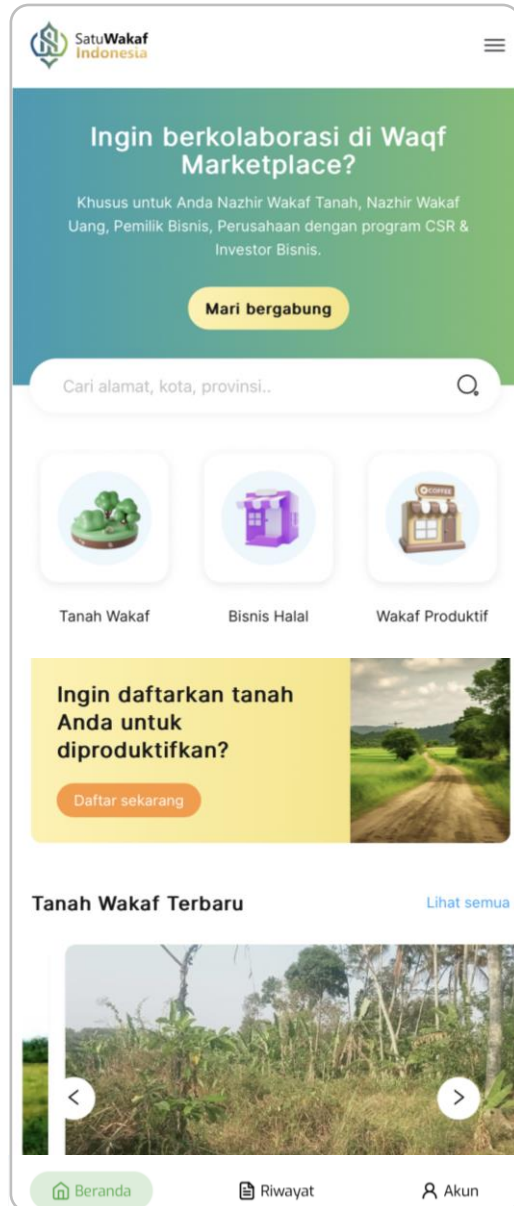 SatuWakaf
Indonesia
Ingin berkolaborasi di Waqf
Marketplace?
Khusus untuk Anda Nazhir Wakaf Tanah, Nazhir Wakaf
Uang, Pemilik Bisnis, Perusahaan dengan program CSR &
Investor Bisnis.
Mari bergabung
Cari alamat, kota, provinsi..
COFFEE
Tanah Wakaf
Bisnis Halal
Wakaf Produktif
Ingin daftarkan tanah
Anda untuk
diproduktifkan?
Daftar sekarang
Tanah Wakaf Terbaru
Lihat semua
Beranda
Riwayat
Akun